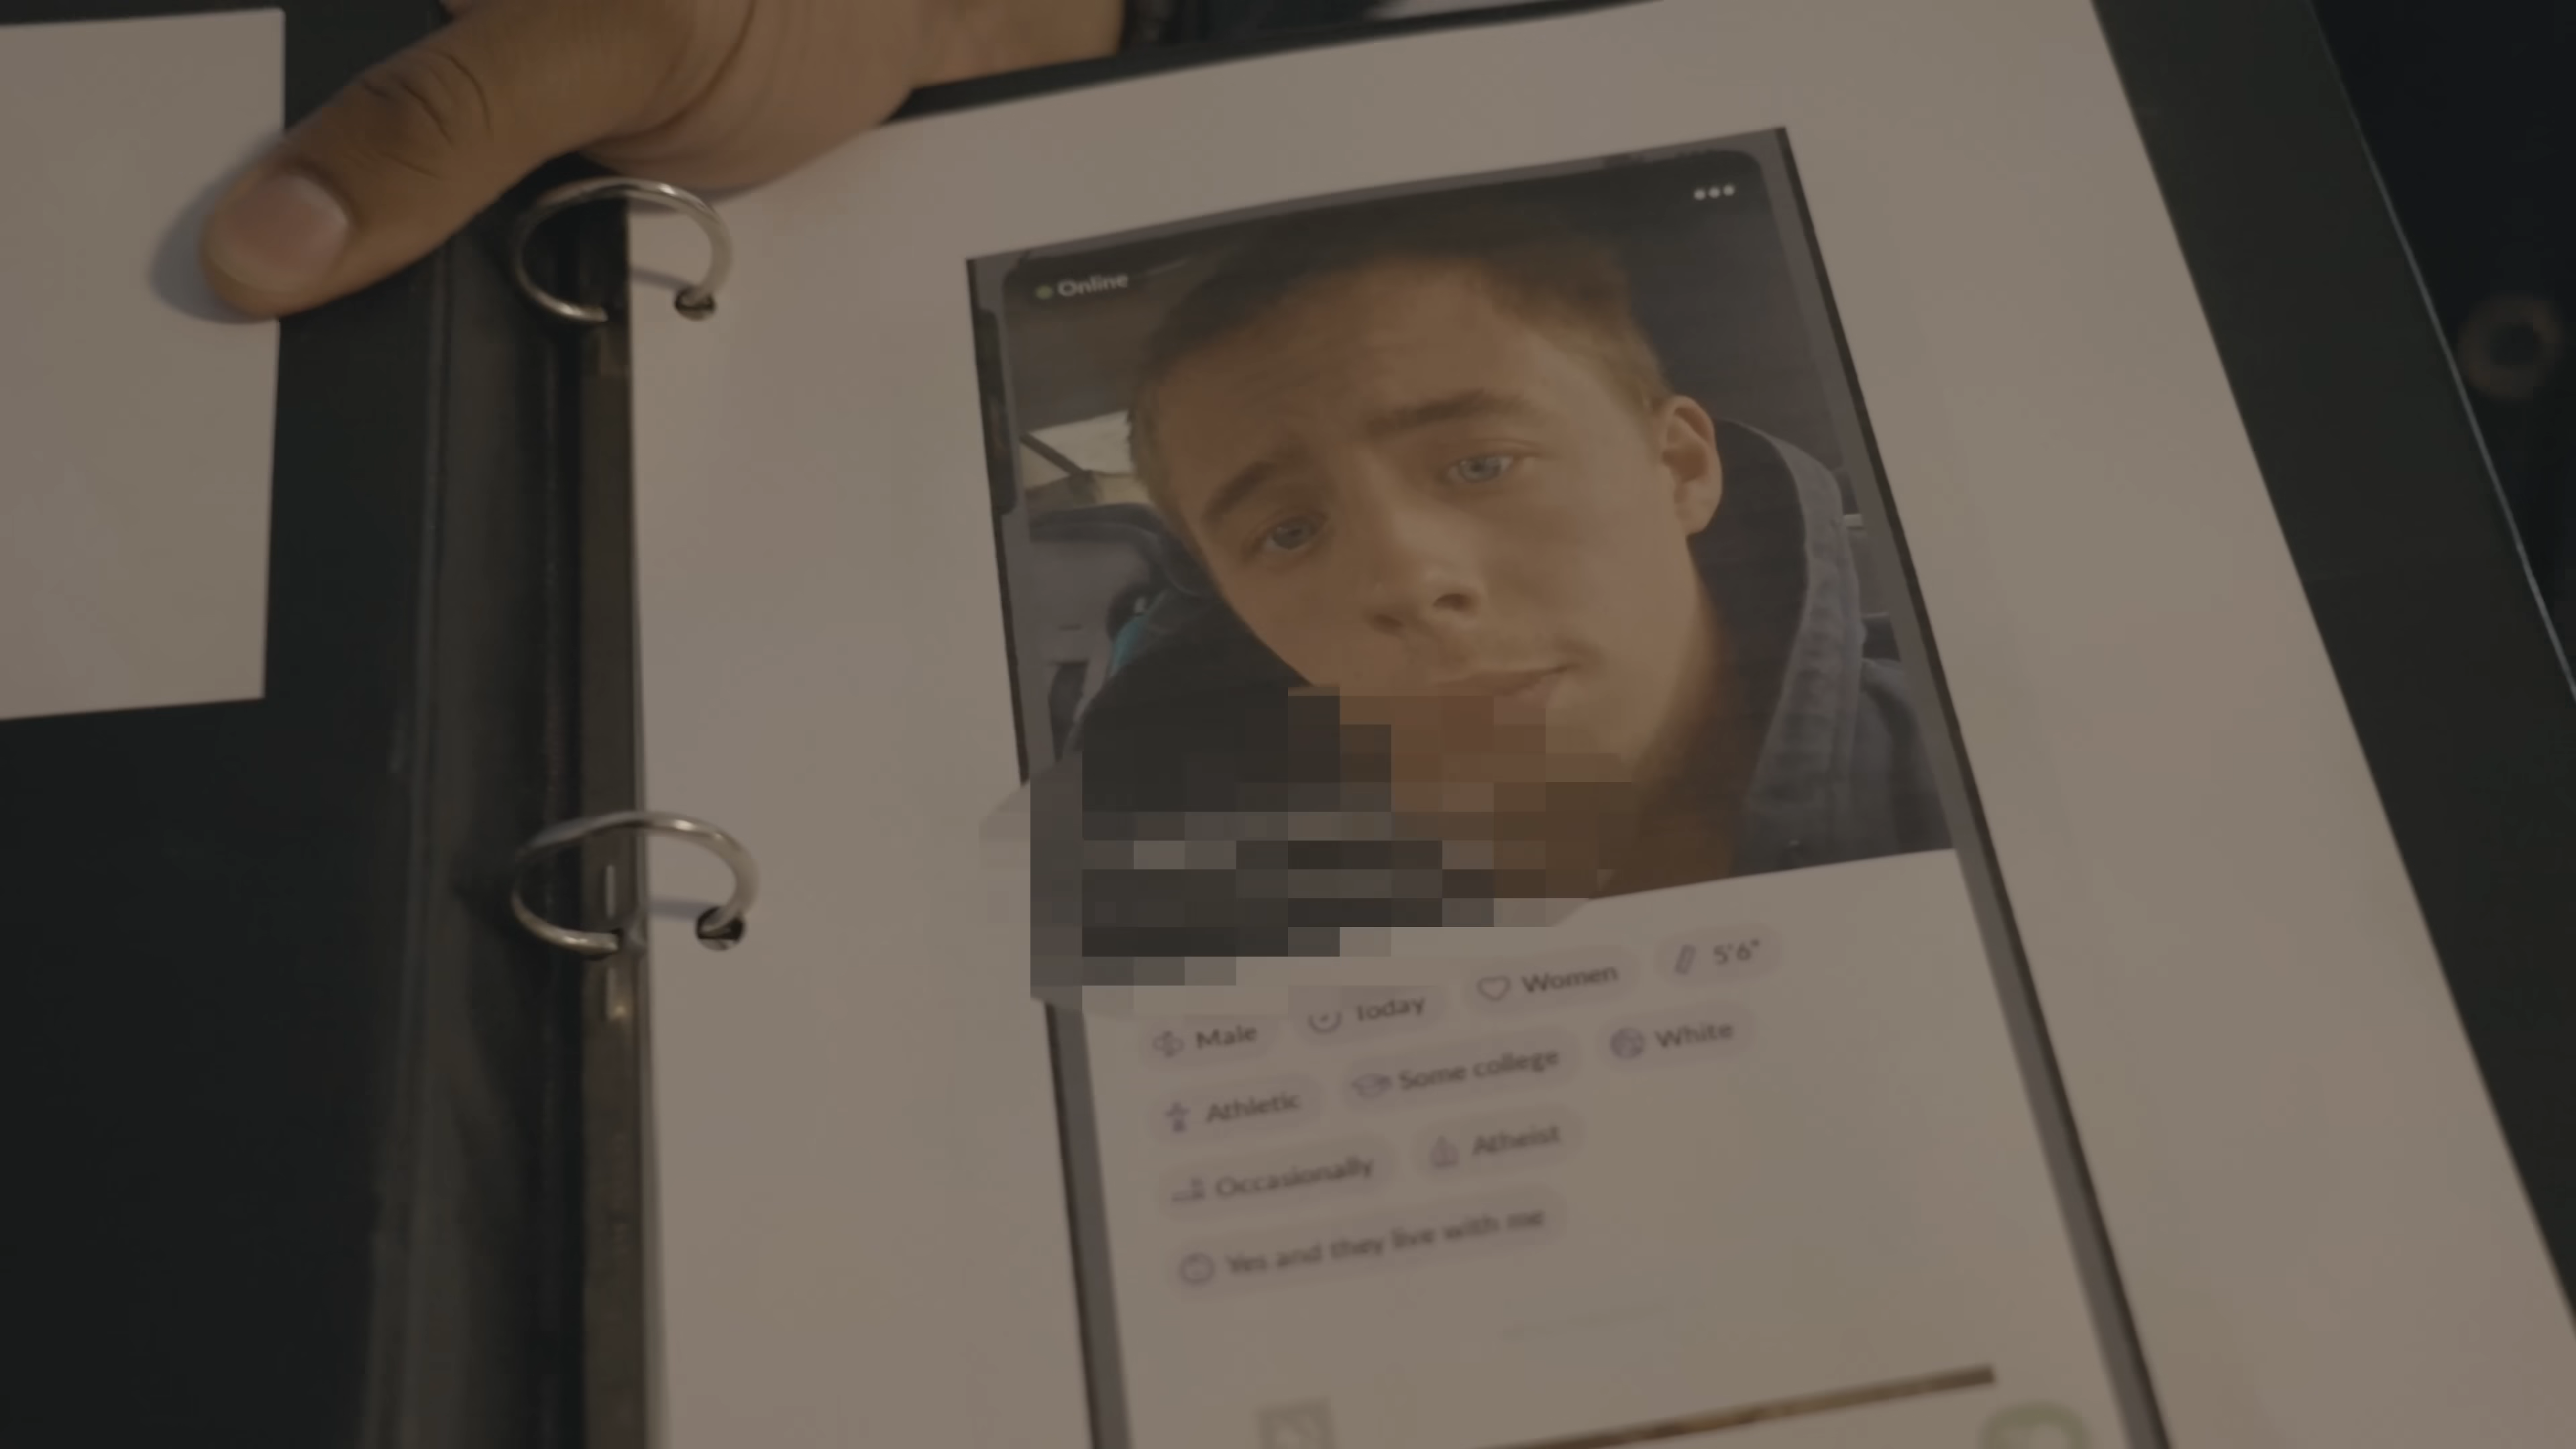 Online
Male Today Women 5'6"
Athletic Some college White
Occasionally Atheist
Yes and they live with me